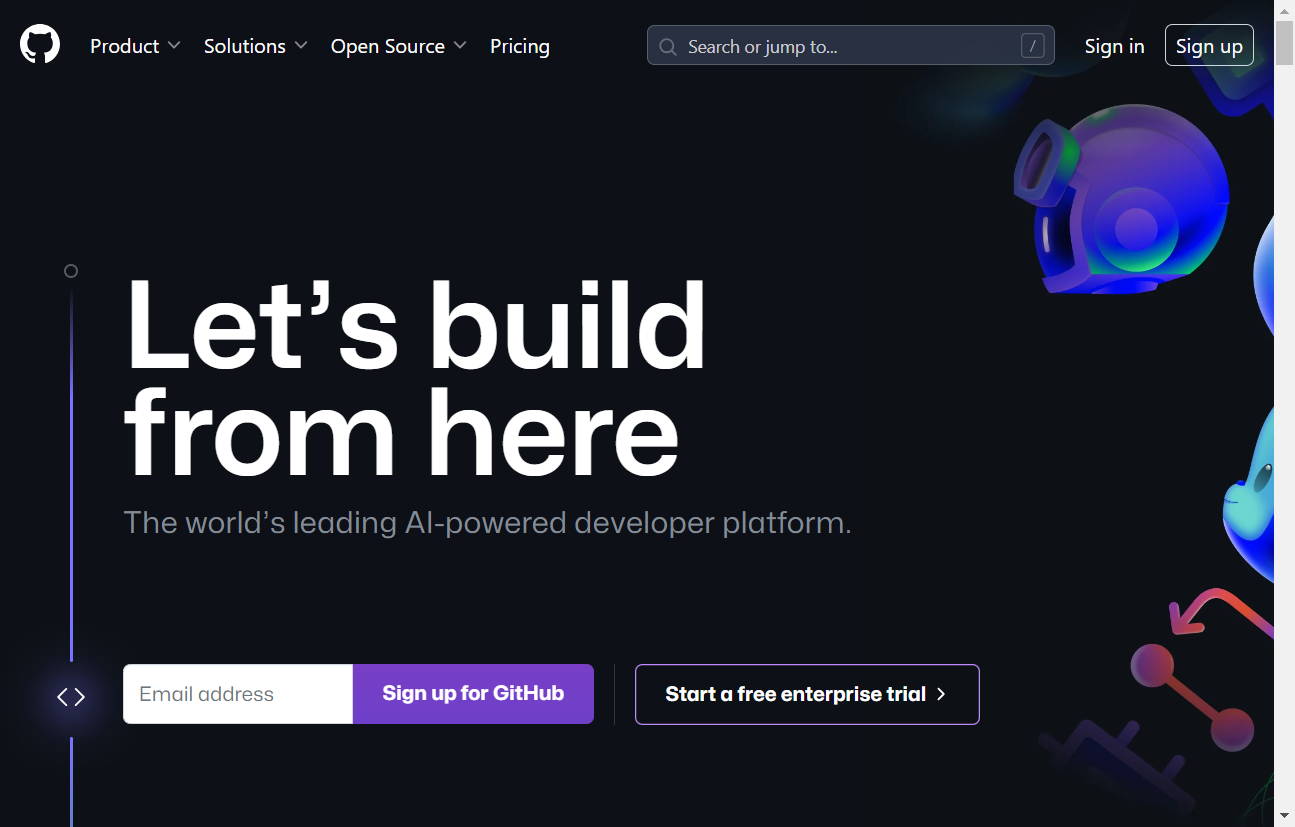 Product Solutions Open Source Pricing Search or jump to... / Sign in Sign up
Let’s build
from here
The world’s leading AI-powered developer platform.
Email address Sign up for GitHub Start a free enterprise trial